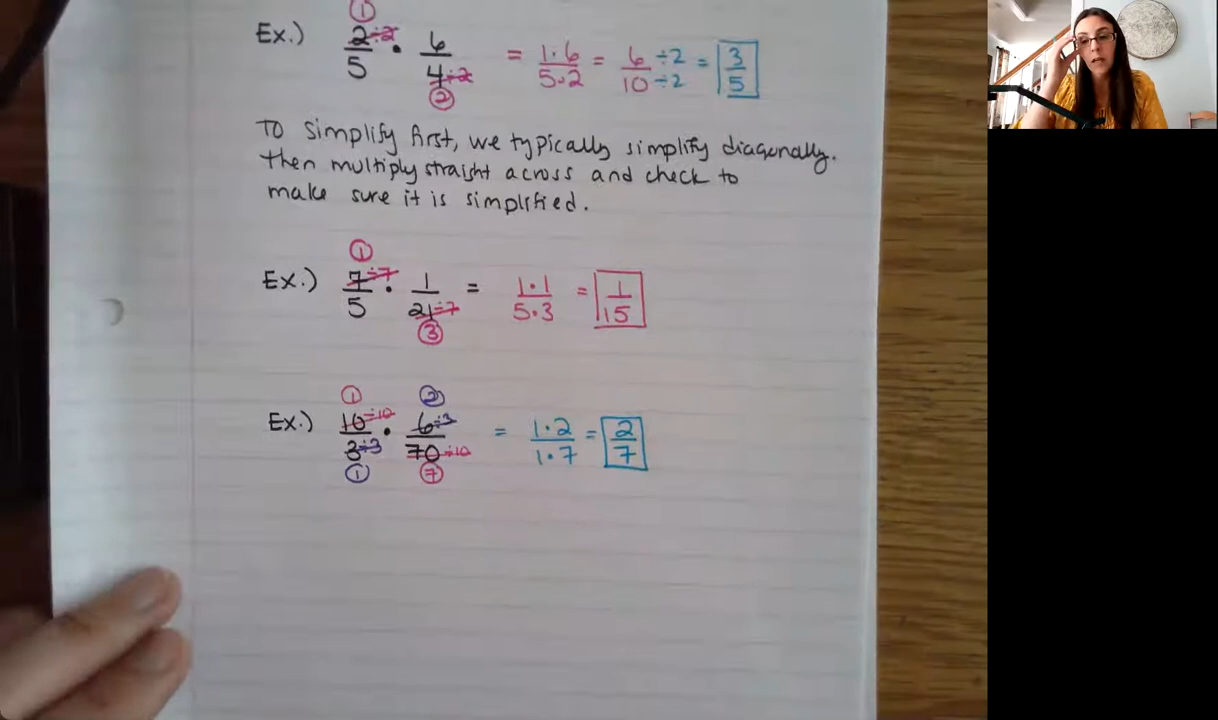 ①
Ex.) 2÷2/5 · 6/4÷2 = 1·6/5·2 = 6÷2/10÷2 = 3/5
②
To simplify first, we typically simplify diagonally.
Then multiply straight across and check to
make sure it is simplified.
①
Ex.) 7÷7/5 · 1/21÷7 = 1·1/5·3 = 1/15
③
① ②
Ex.) 10÷10/3÷3 · 6÷3/70÷10 = 1·2/1·7 = 2/7
① ⑦